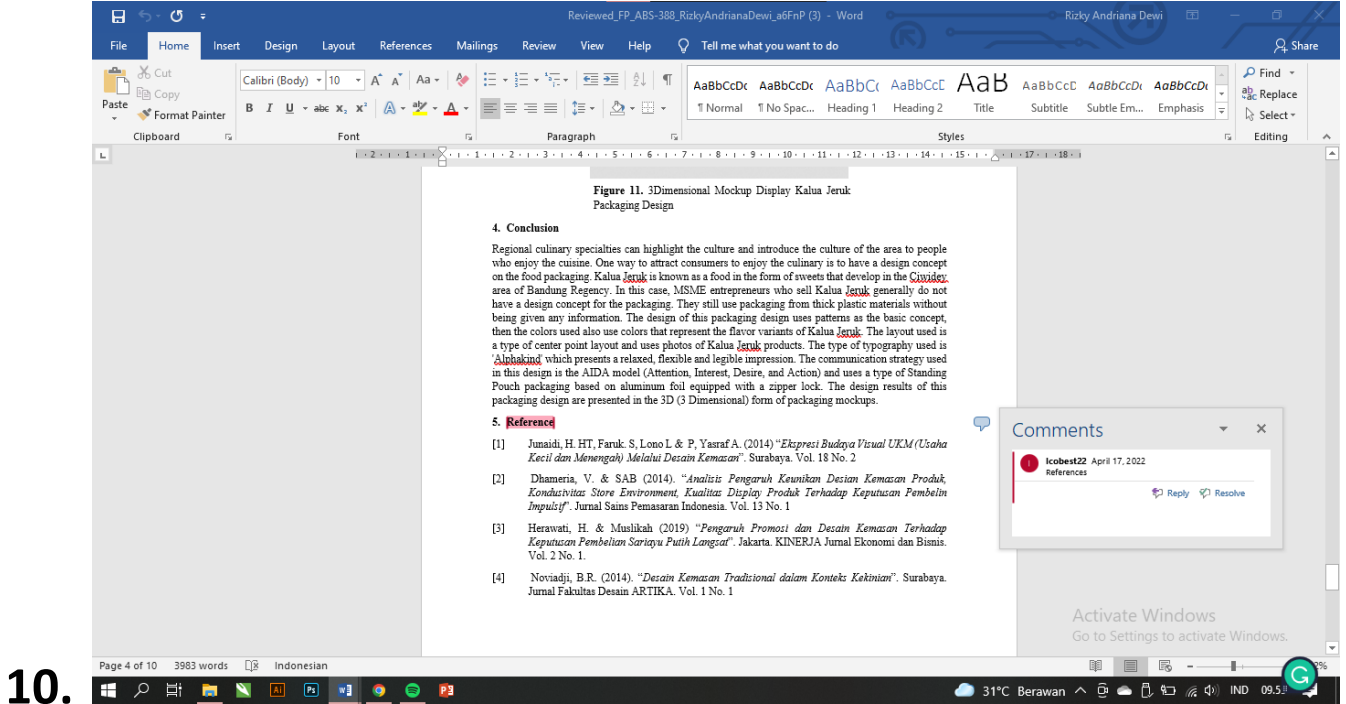 Reviewed_FP_ABS-388_RizkyAndrianaDewi_a6FnP (3) - Word
Rizky Andriana Dewi
File Home Insert Design Layout References Mailings Review View Help Tell me what you want to do Share
Paste
Cut
Copy
Format Painter
Clipboard
Calibri (Body) 10
Font
Paragraph
AaBbCcDc AaBbCcDc AaBbCc AaBbCcE AaB AaBbCcD AaBbCcDt AaBbCcDt
¶ Normal ¶ No Spac... Heading 1 Heading 2 Title Subtitle Subtle Em... Emphasis
Styles
Find
Replace
Select
Editing
Figure 11. 3Dimensional Mockup Display Kalua Jeruk
Packaging Design
4. Conclusion
Regional culinary specialties can highlight the culture and introduce the culture of the area to people
who enjoy the cuisine. One way to attract consumers to enjoy the culinary is to have a design concept
on the food packaging. Kalua Jeruk is known as a food in the form of sweets that develop in the Ciwidey
area of Bandung Regency. In this case, MSME entrepreneurs who sell Kalua Jeruk generally do not
have a design concept for the packaging. They still use packaging from thick plastic materials without
being given any information. The design of this packaging design uses patterns as the basic concept,
then the colors used also use colors that represent the flavor variants of Kalua Jeruk. The layout used is
a type of center point layout and uses photos of Kalua Jeruk products. The type of typography used is
'Alphakind' which presents a relaxed, flexible and legible impression. The communication strategy used
in this design is the AIDA model (Attention, Interest, Desire, and Action) and uses a type of Standing
Pouch packaging based on aluminum foil equipped with a zipper lock. The design results of this
packaging design are presented in the 3D (3 Dimensional) form of packaging mockups.
5. Reference
[1] Junaidi, H. HT, Faruk. S, Lono L & P, Yasraf A. (2014) “Ekspresi Budaya Visual UKM (Usaha
Kecil dan Menengah) Melalui Desain Kemasan”. Surabaya. Vol. 18 No. 2
[2] Dhameria, V. & SAB (2014). “Analisis Pengaruh Keunikan Desian Kemasan Produk,
Kondusivitas Store Environment, Kualitas Display Produk Terhadap Keputusan Pembelin
Impulsif”. Jurnal Sains Pemasaran Indonesia. Vol. 13 No. 1
[3] Herawati, H. & Muslikah (2019) “Pengaruh Promosi dan Desain Kemasan Terhadap
Keputusan Pembelian Sariayu Putih Langsat”. Jakarta. KINERJA Jurnal Ekonomi dan Bisnis.
Vol. 2 No. 1.
[4] Noviadji, B.R. (2014). “Desain Kemasan Tradisional dalam Konteks Kekinian”. Surabaya.
Jurnal Fakultas Desain ARTIKA. Vol. 1 No. 1
Comments
Icobest22 April 17, 2022
References
Reply Resolve
Activate Windows
Go to Settings to activate Windows.
Page 4 of 10 3983 words Indonesian
10.
31°C Berawan IND